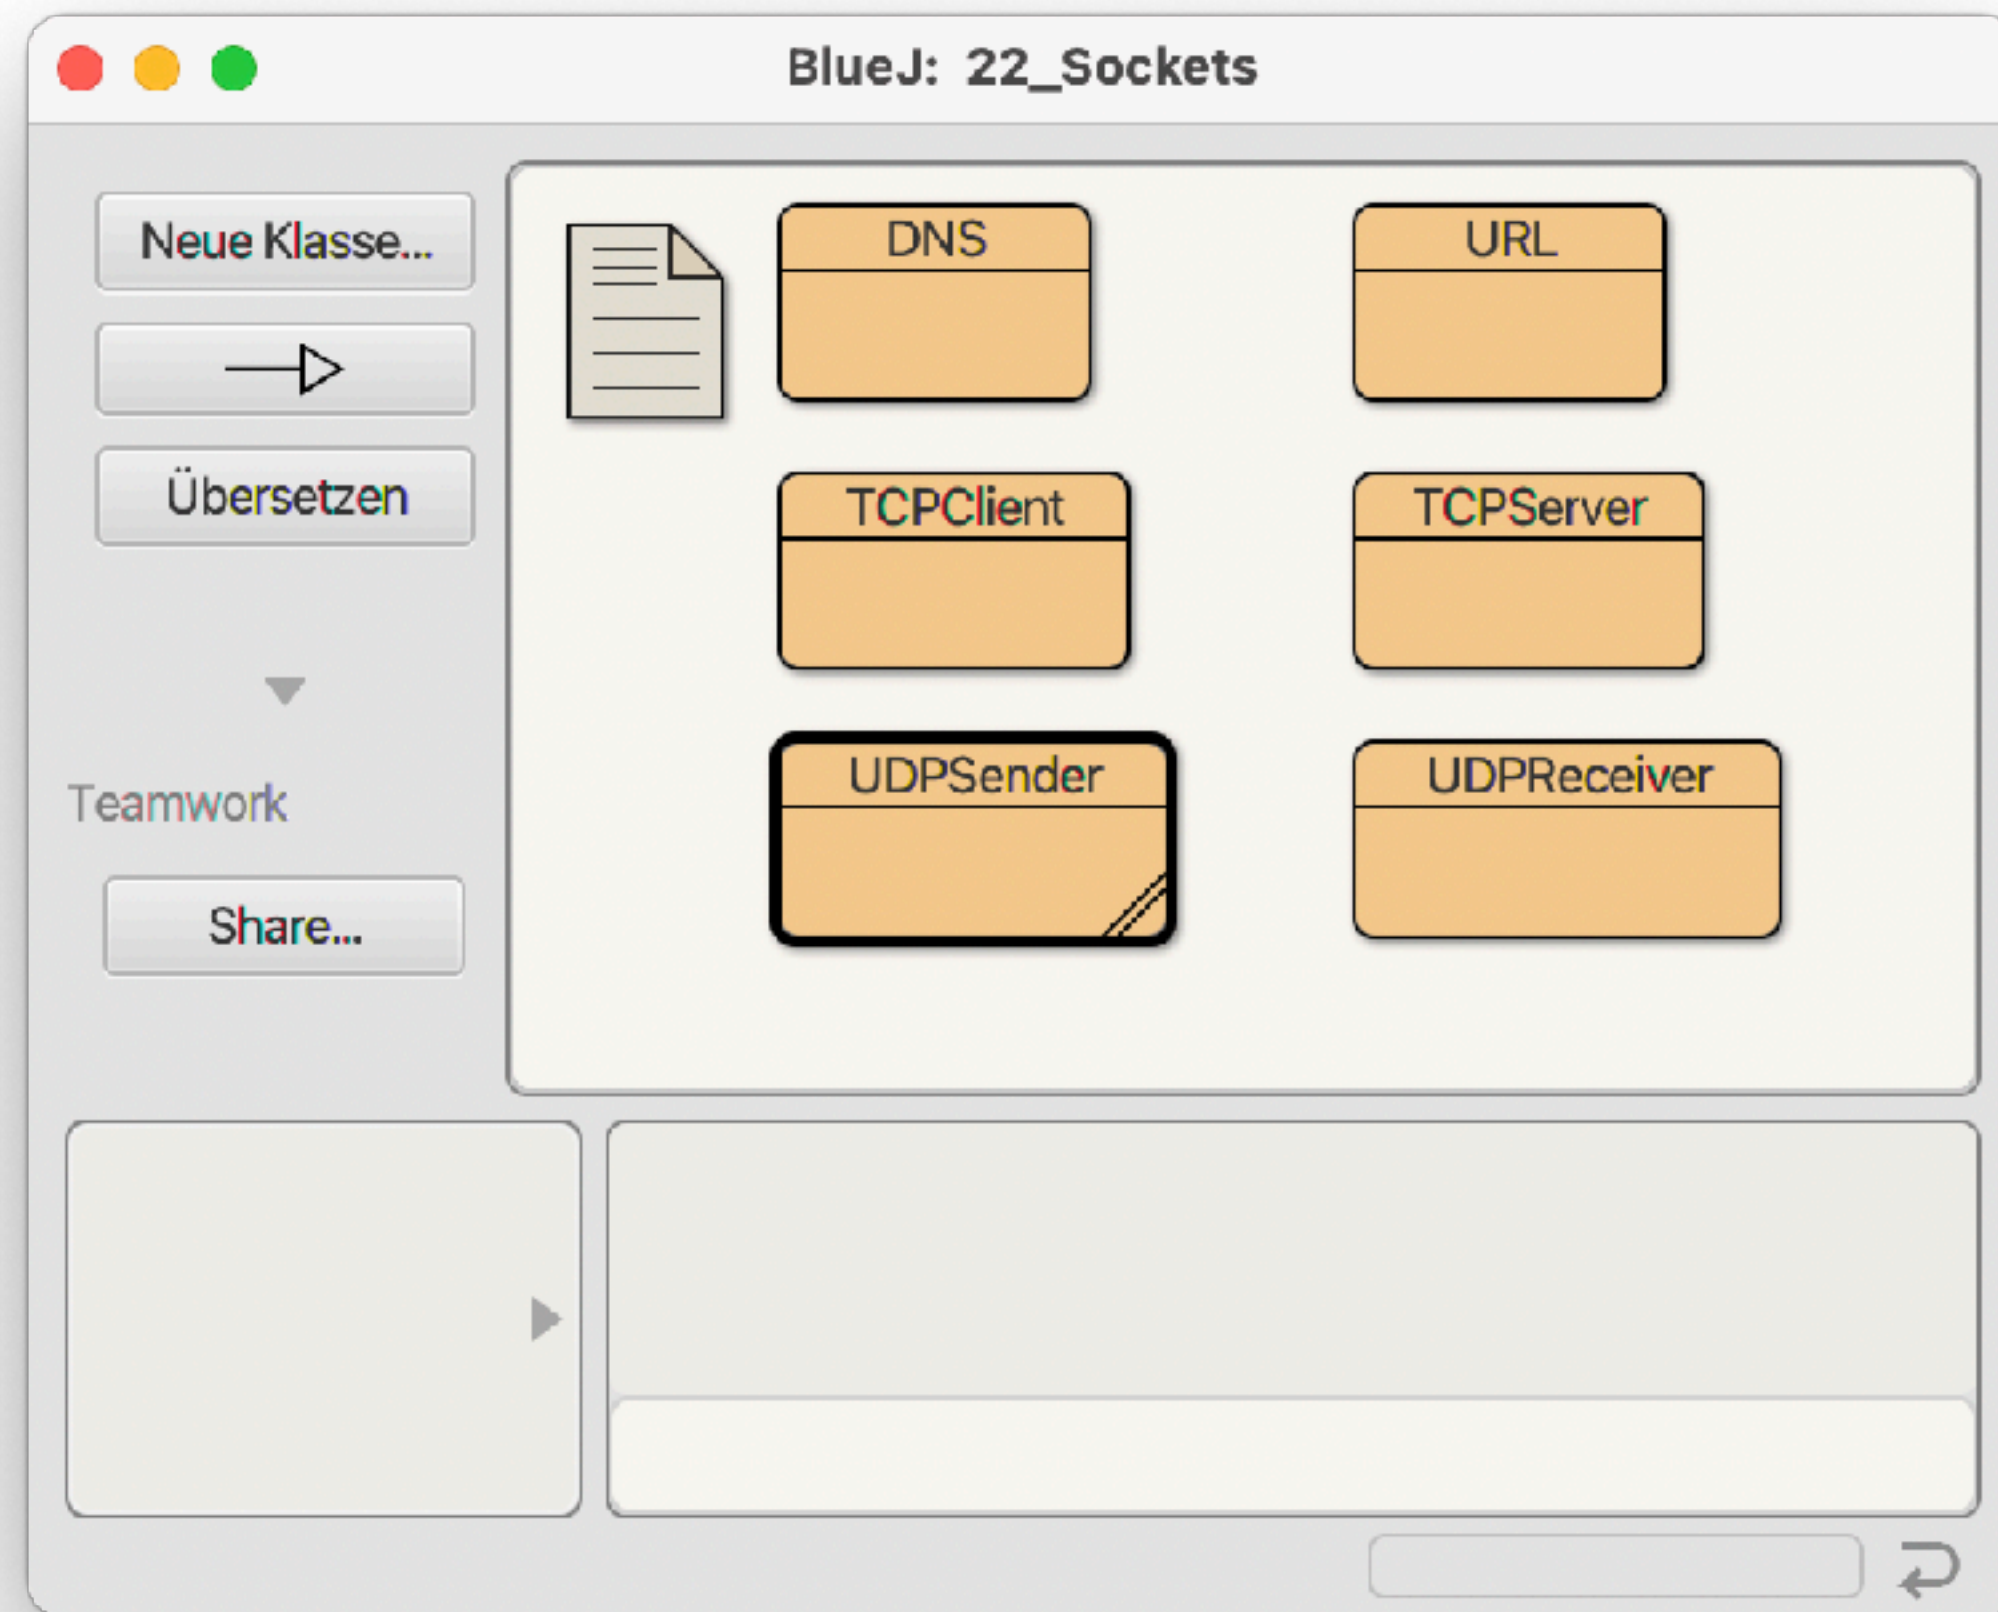 BlueJ: 22_Sockets
Neue Klasse...
Übersetzen
Teamwork
Share...
DNS
URL
TCPClient
TCPServer
UDPSender
UDPReceiver